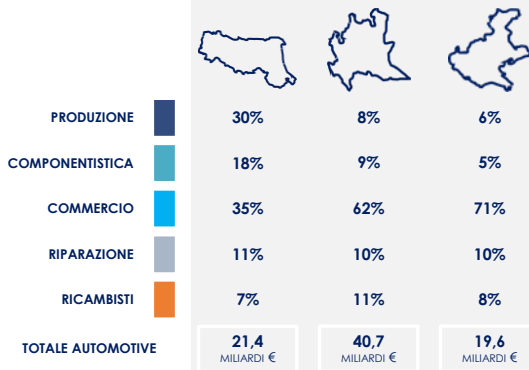 PRODUZIONE 30% 8% 6%
COMPONENTISTICA 18% 9% 5%
COMMERCIO 35% 62% 71%
RIPARAZIONE 11% 10% 10%
RICAMBISTI 7% 11% 8%
TOTALE AUTOMOTIVE 21,4 40,7 19,6
MILIARDI € MILIARDI € MILIARDI €